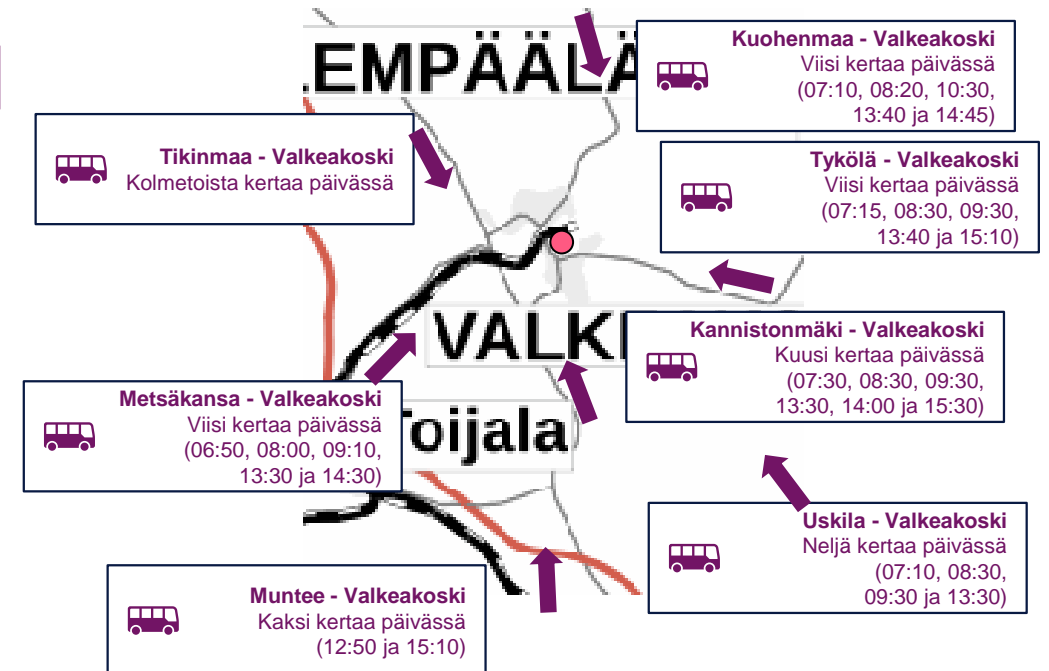 LEMPÄÄLÄ
Kuohenmaa - Valkeakoski
Viisi kertaa päivässä
(07:10, 08:20, 10:30,
13:40 ja 14:45)
Tikinmaa - Valkeakoski
Kolmetoista kertaa päivässä
Tykölä - Valkeakoski
Viisi kertaa päivässä
(07:15, 08:30, 09:30,
13:40 ja 15:10)
VALK
Kannistonmäki - Valkeakoski
Kuusi kertaa päivässä
(07:30, 08:30, 09:30,
13:30, 14:00 ja 15:30)
Metsäkansa - Valkeakoski
Viisi kertaa päivässä
(06:50, 08:00, 09:10,
13:30 ja 14:30)
Toijala
Uskila - Valkeakoski
Neljä kertaa päivässä
(07:10, 08:30,
09:30 ja 13:30)
Muntee - Valkeakoski
Kaksi kertaa päivässä
(12:50 ja 15:10)